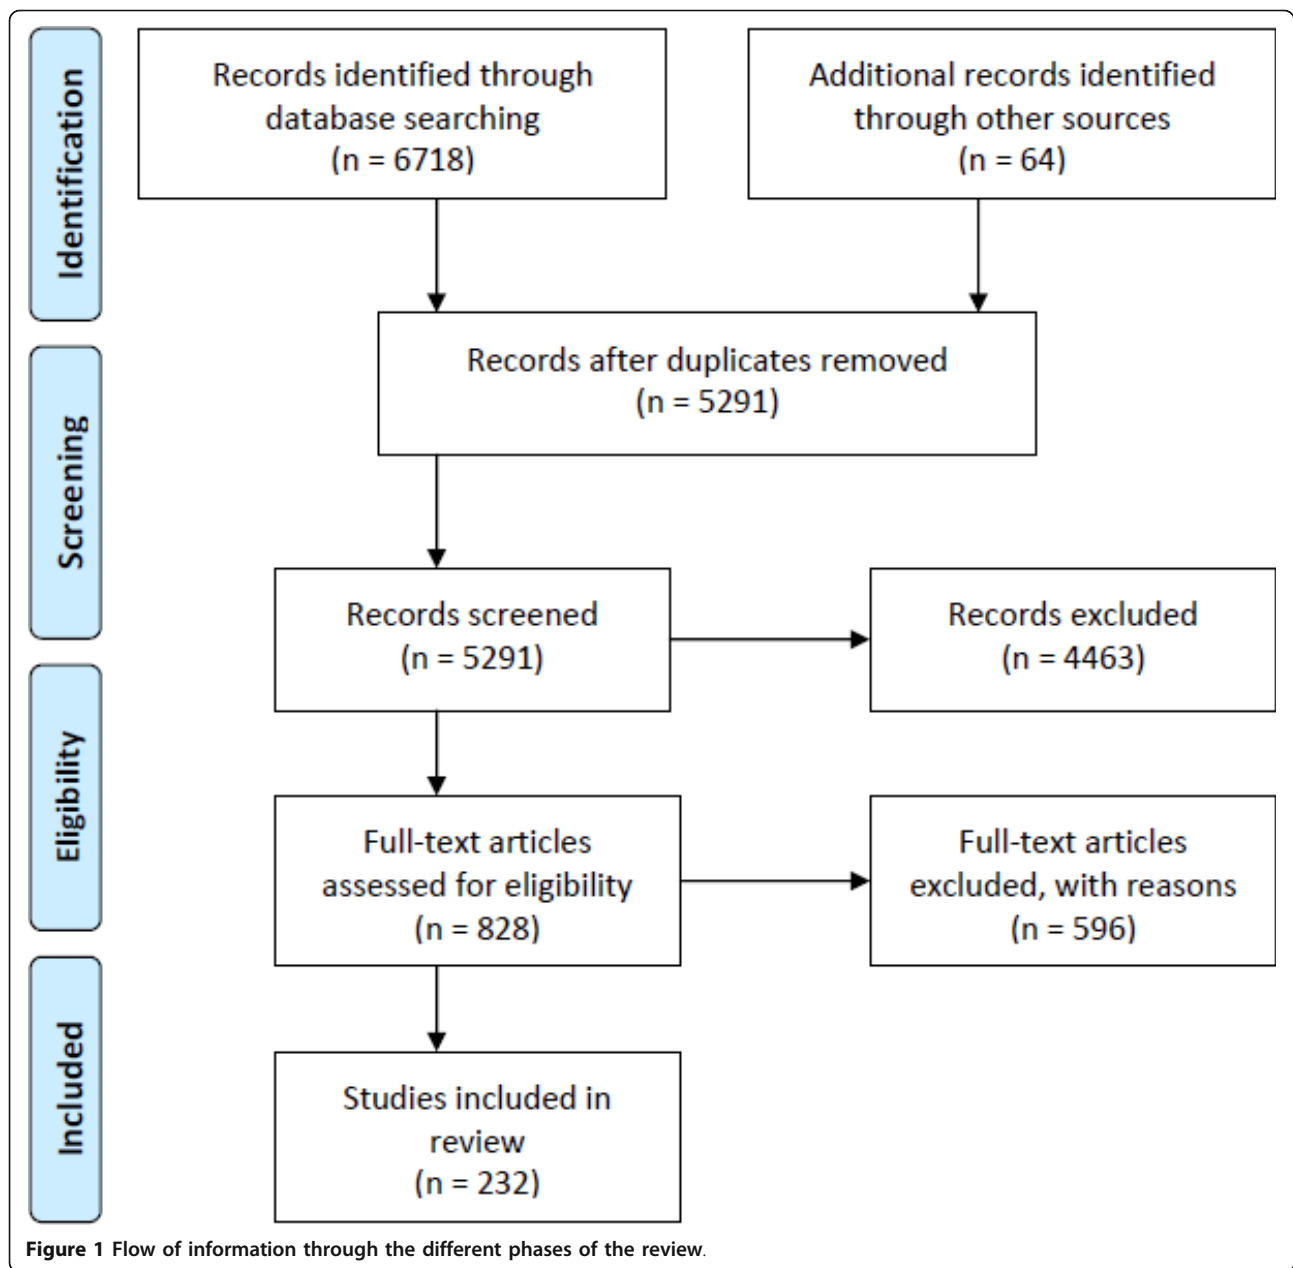 Identification
Records identified through
database searching
(n = 6718)
Additional records identified
through other sources
(n = 64)
Records after duplicates removed
(n = 5291)
Screening
Records screened
(n = 5291)
Records excluded
(n = 4463)
Eligibility
Full-text articles
assessed for eligibility
(n = 828)
Full-text articles
excluded, with reasons
(n = 596)
Included
Studies included in
review
(n = 232)
Figure 1 Flow of information through the different phases of the review.